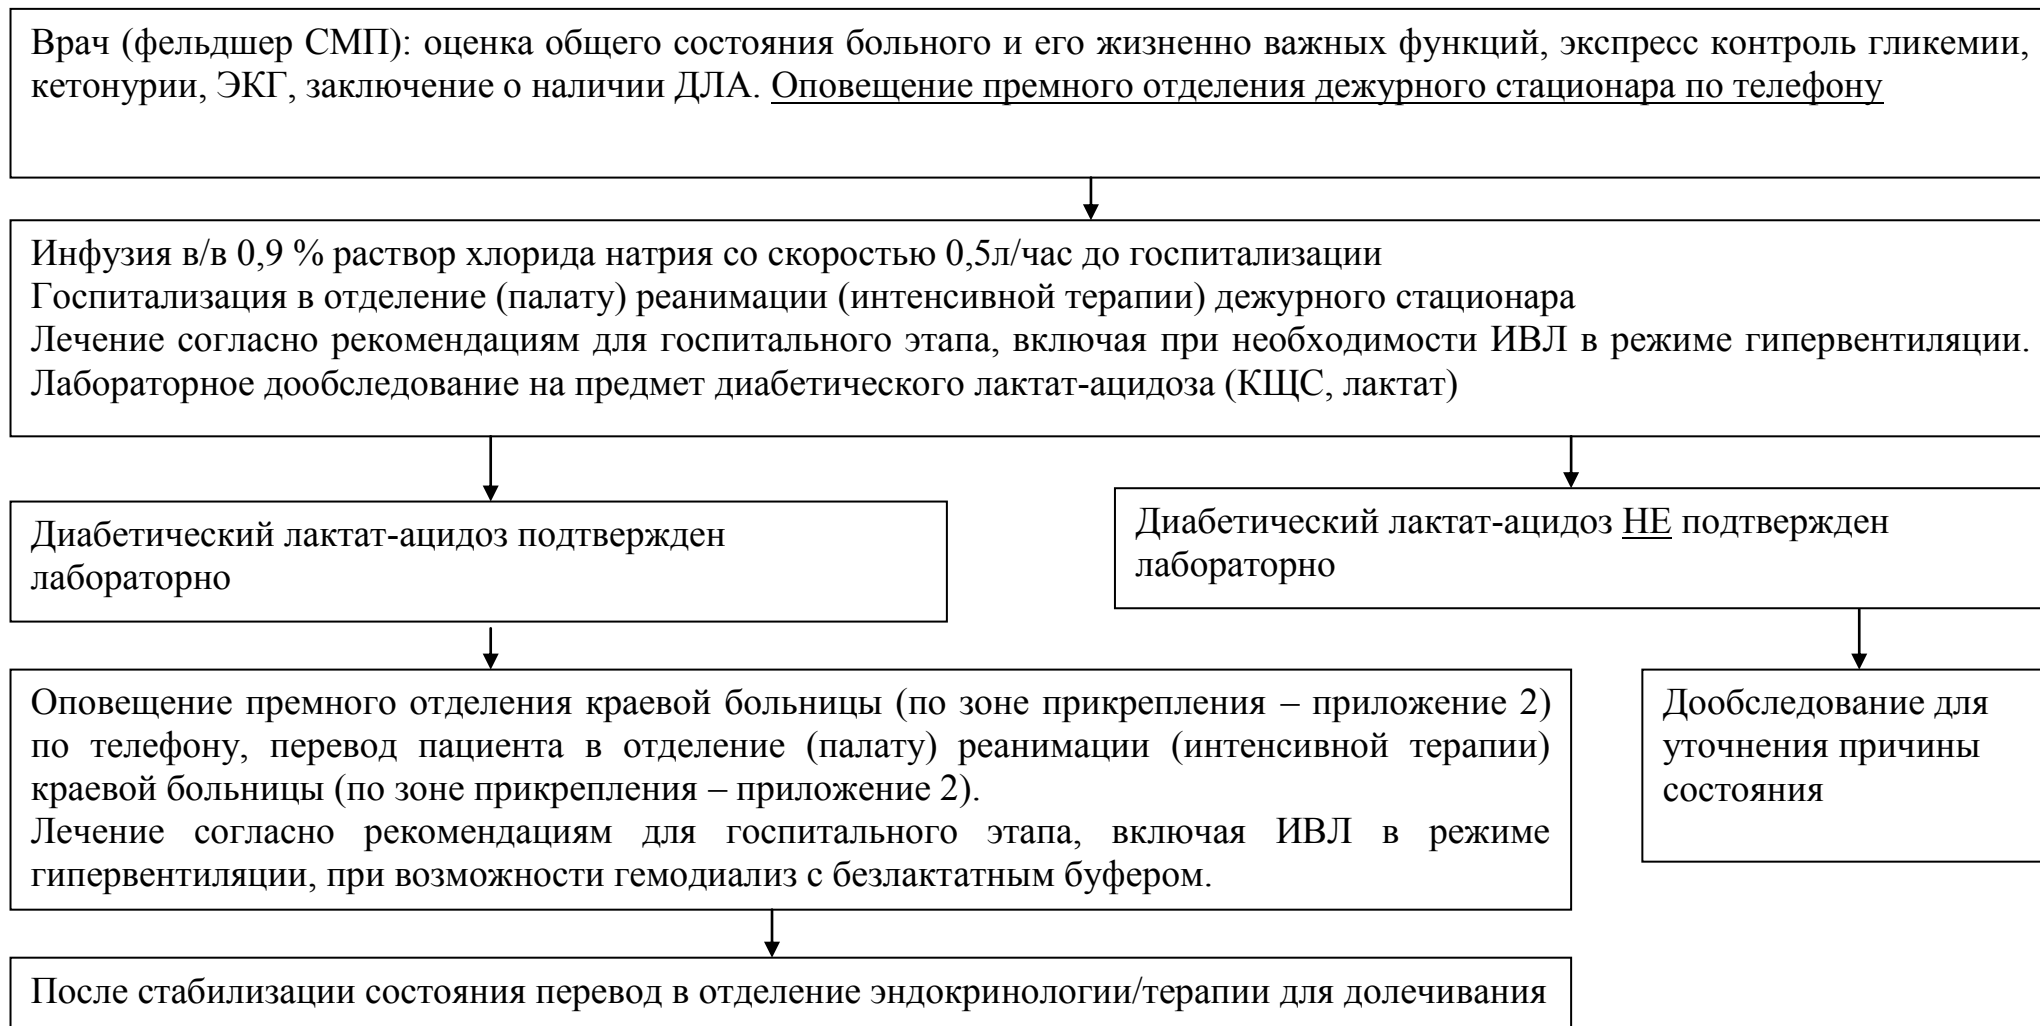 Врач (фельдшер СМП): оценка общего состояния больного и его жизненно важных функций, экспресс контроль гликемии,
кетонурии, ЭКГ, заключение о наличии ДЛА. Оповещение премного отделения дежурного стационара по телефону
Инфузия в/в 0,9 % раствор хлорида натрия со скоростью 0,5л/час до госпитализации
Госпитализация в отделение (палату) реанимации (интенсивной терапии) дежурного стационара
Лечение согласно рекомендациям для госпитального этапа, включая при необходимости ИВЛ в режиме гипервентиляции.
Лабораторное дообследование на предмет диабетического лактат-ацидоза (КЩС, лактат)
Диабетический лактат-ацидоз подтвержден
лабораторно
Диабетический лактат-ацидоз НЕ подтвержден
лабораторно
Оповещение премного отделения краевой больницы (по зоне прикрепления – приложение 2)
по телефону, перевод пациента в отделение (палату) реанимации (интенсивной терапии)
краевой больницы (по зоне прикрепления – приложение 2).
Лечение согласно рекомендациям для госпитального этапа, включая ИВЛ в режиме
гипервентиляции, при возможности гемодиализ с безлактатным буфером.
Дообследование для
уточнения причины
состояния
После стабилизации состояния перевод в отделение эндокринологии/терапии для долечивания